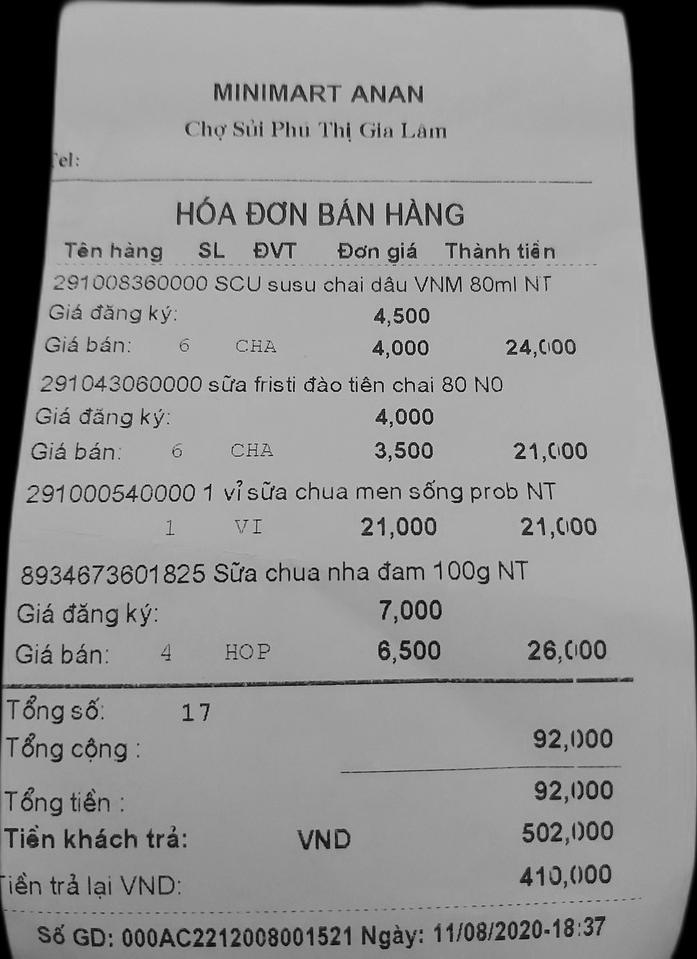 MINIMART ANAN
Chợ Sủi Phú Thị Gia Lâm
Tel:
HÓA ĐƠN BÁN HÀNG
Tên hàng SL ĐVT Đơn giá Thành tiền
291008360000 SCU susu chai dâu VNM 80ml NT
Giá đăng ký: 4,500
Giá bán: 6 CHA 4,000 24,000
291043060000 sữa fristi đào tiên chai 80 N0
Giá đăng ký: 4,000
Giá bán: 6 CHA 3,500 21,000
291000540000 1 vỉ sữa chua men sống prob NT
1 VI 21,000 21,000
8934673601825 Sữa chua nha đam 100g NT
Giá đăng ký: 7,000
Giá bán: 4 HOP 6,500 26,000
Tổng số: 17
Tổng cộng : 92,000
Tổng tiền : 92,000
Tiền khách trả: VND 502,000
Tiền trả lại VND: 410,000
Số GD: 000AC2212008001521 Ngày: 11/08/2020-18:37